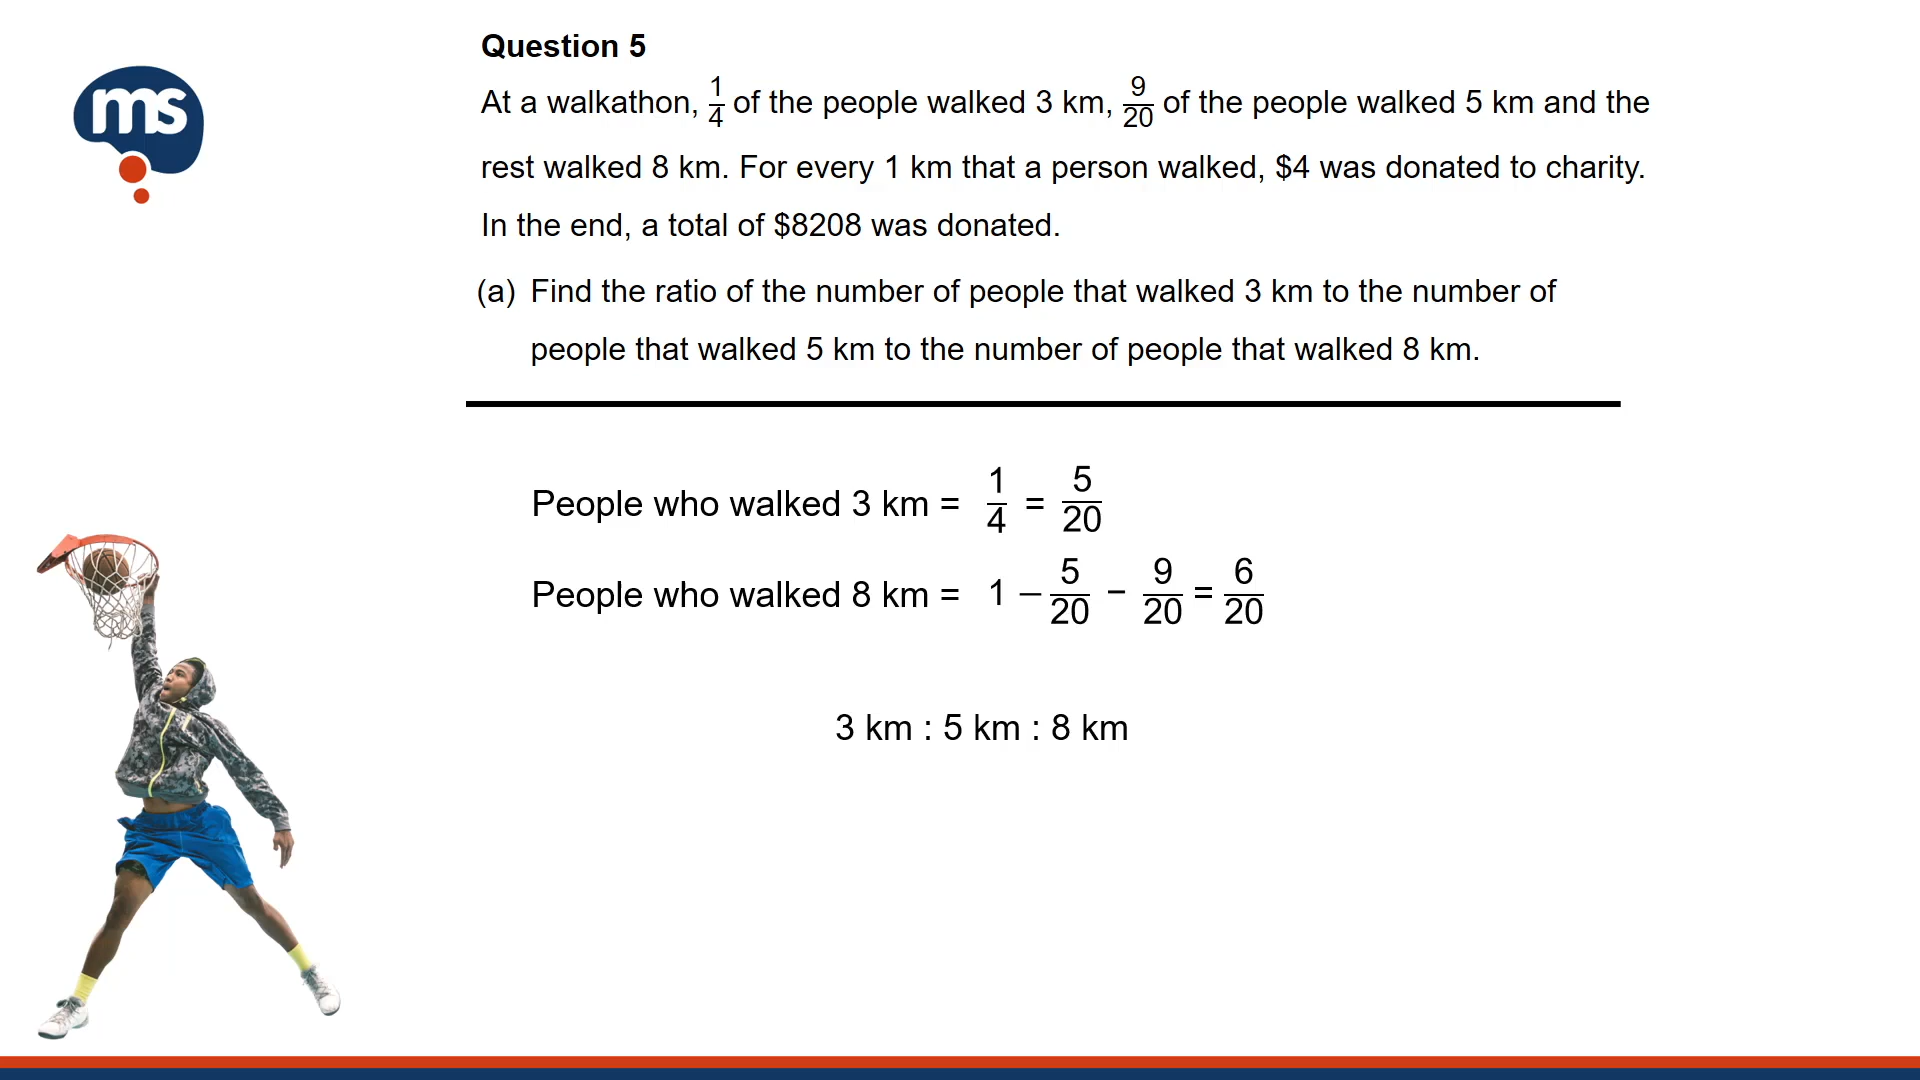 ms
Question 5
At a walkathon, 1/4 of the people walked 3 km, 9/20 of the people walked 5 km and the
rest walked 8 km. For every 1 km that a person walked, $4 was donated to charity.
In the end, a total of $8208 was donated.
(a) Find the ratio of the number of people that walked 3 km to the number of
people that walked 5 km to the number of people that walked 8 km.
People who walked 3 km = 1/4 = 5/20
People who walked 8 km = 1 – 5/20 − 9/20 = 6/20
3 km : 5 km : 8 km